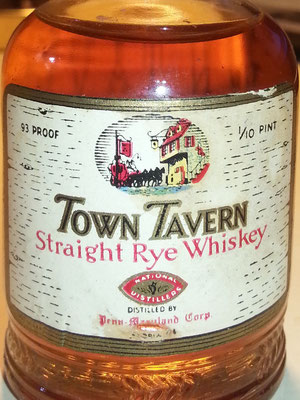 93 PROOF
1/10 PINT
TOWN TAVERN
Straight Rye Whiskey
NATIONAL
DISTILLERS
DISTILLED BY
Penn-Maryland Corp.